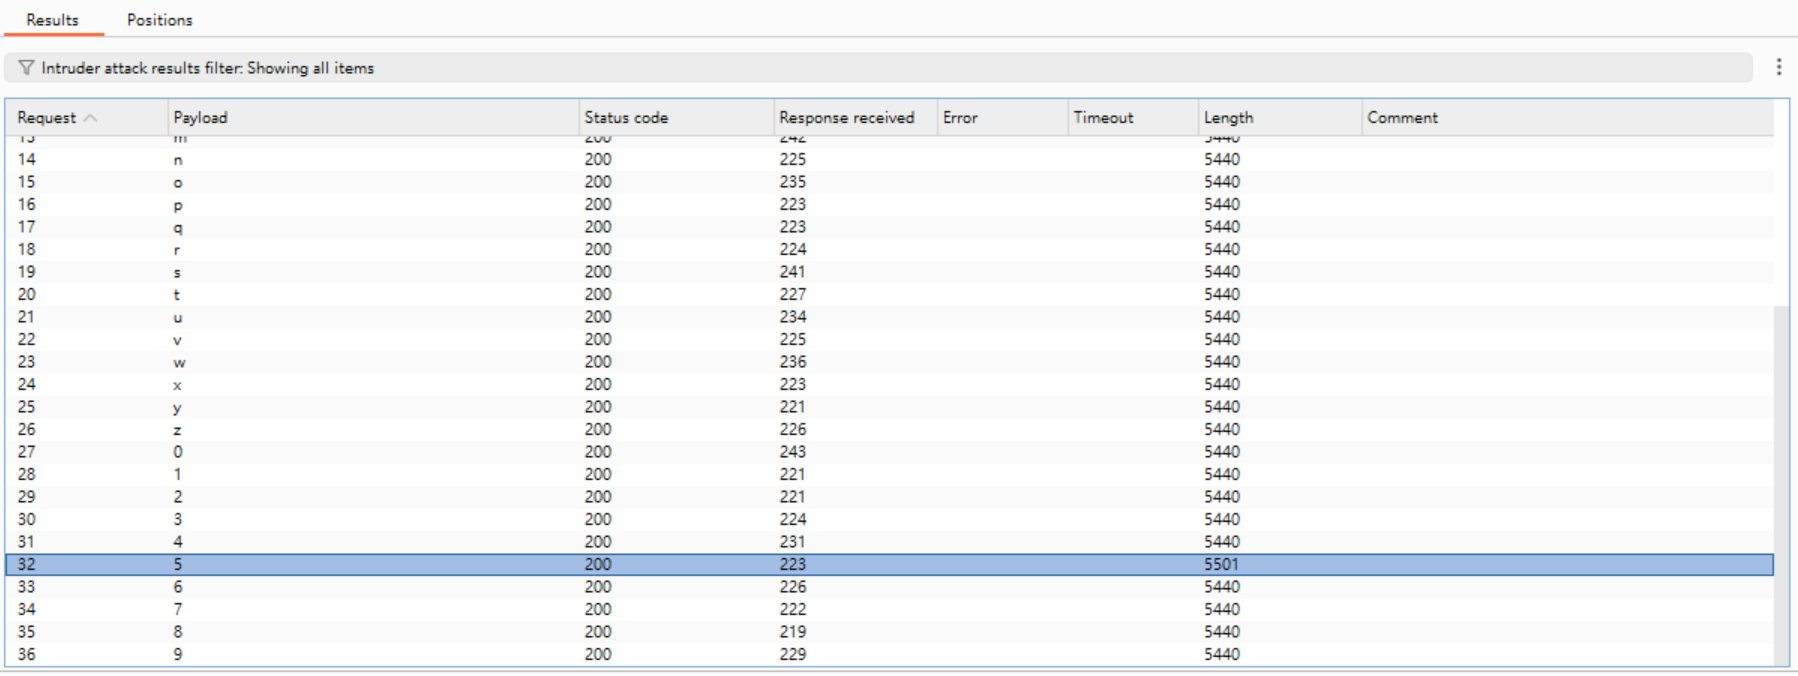 Results Positions
Intruder attack results filter: Showing all items
Request Payload Status code Response received Error Timeout Length Comment
13 m 200 242 5440
14 n 200 225 5440
15 o 200 235 5440
16 p 200 223 5440
17 q 200 223 5440
18 r 200 224 5440
19 s 200 241 5440
20 t 200 227 5440
21 u 200 234 5440
22 v 200 225 5440
23 w 200 236 5440
24 x 200 223 5440
25 y 200 221 5440
26 z 200 226 5440
27 0 200 243 5440
28 1 200 221 5440
29 2 200 221 5440
30 3 200 224 5440
31 4 200 231 5440
32 5 200 223 5501
33 6 200 226 5440
34 7 200 222 5440
35 8 200 219 5440
36 9 200 229 5440